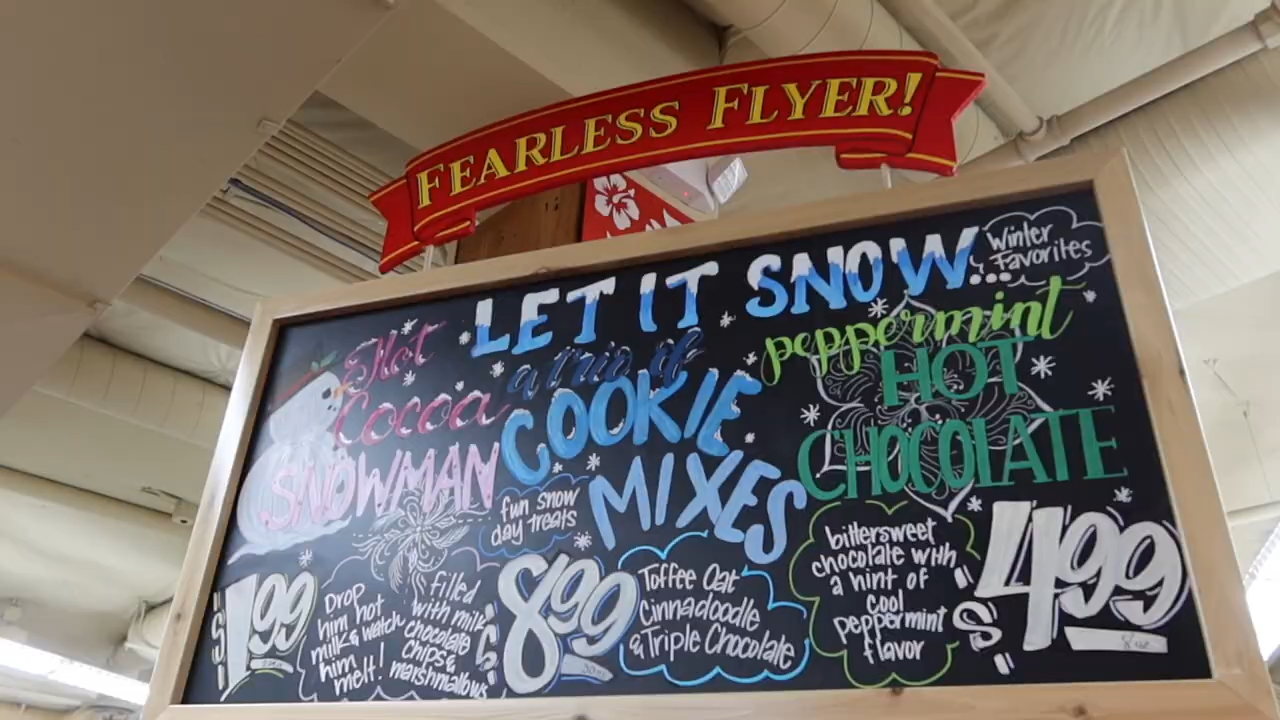 FEARLESS FLYER!
LET IT SNOW...
Winter
Favorites
Hot
Cocoa
SNOWMAN
$1.99
Drop
him in hot
milk & watch
him
melt!
filled
with milk
chocolate
chips &
marshmallows
a trio of
COOKIE
MIXES
fun snow
day treats
$8.99
Toffee Oat
Cinnadoodle
& Triple Chocolate
peppermint
HOT
CHOCOLATE
bittersweet
chocolate with
a hint of
cool
peppermint
flavor
$4.99